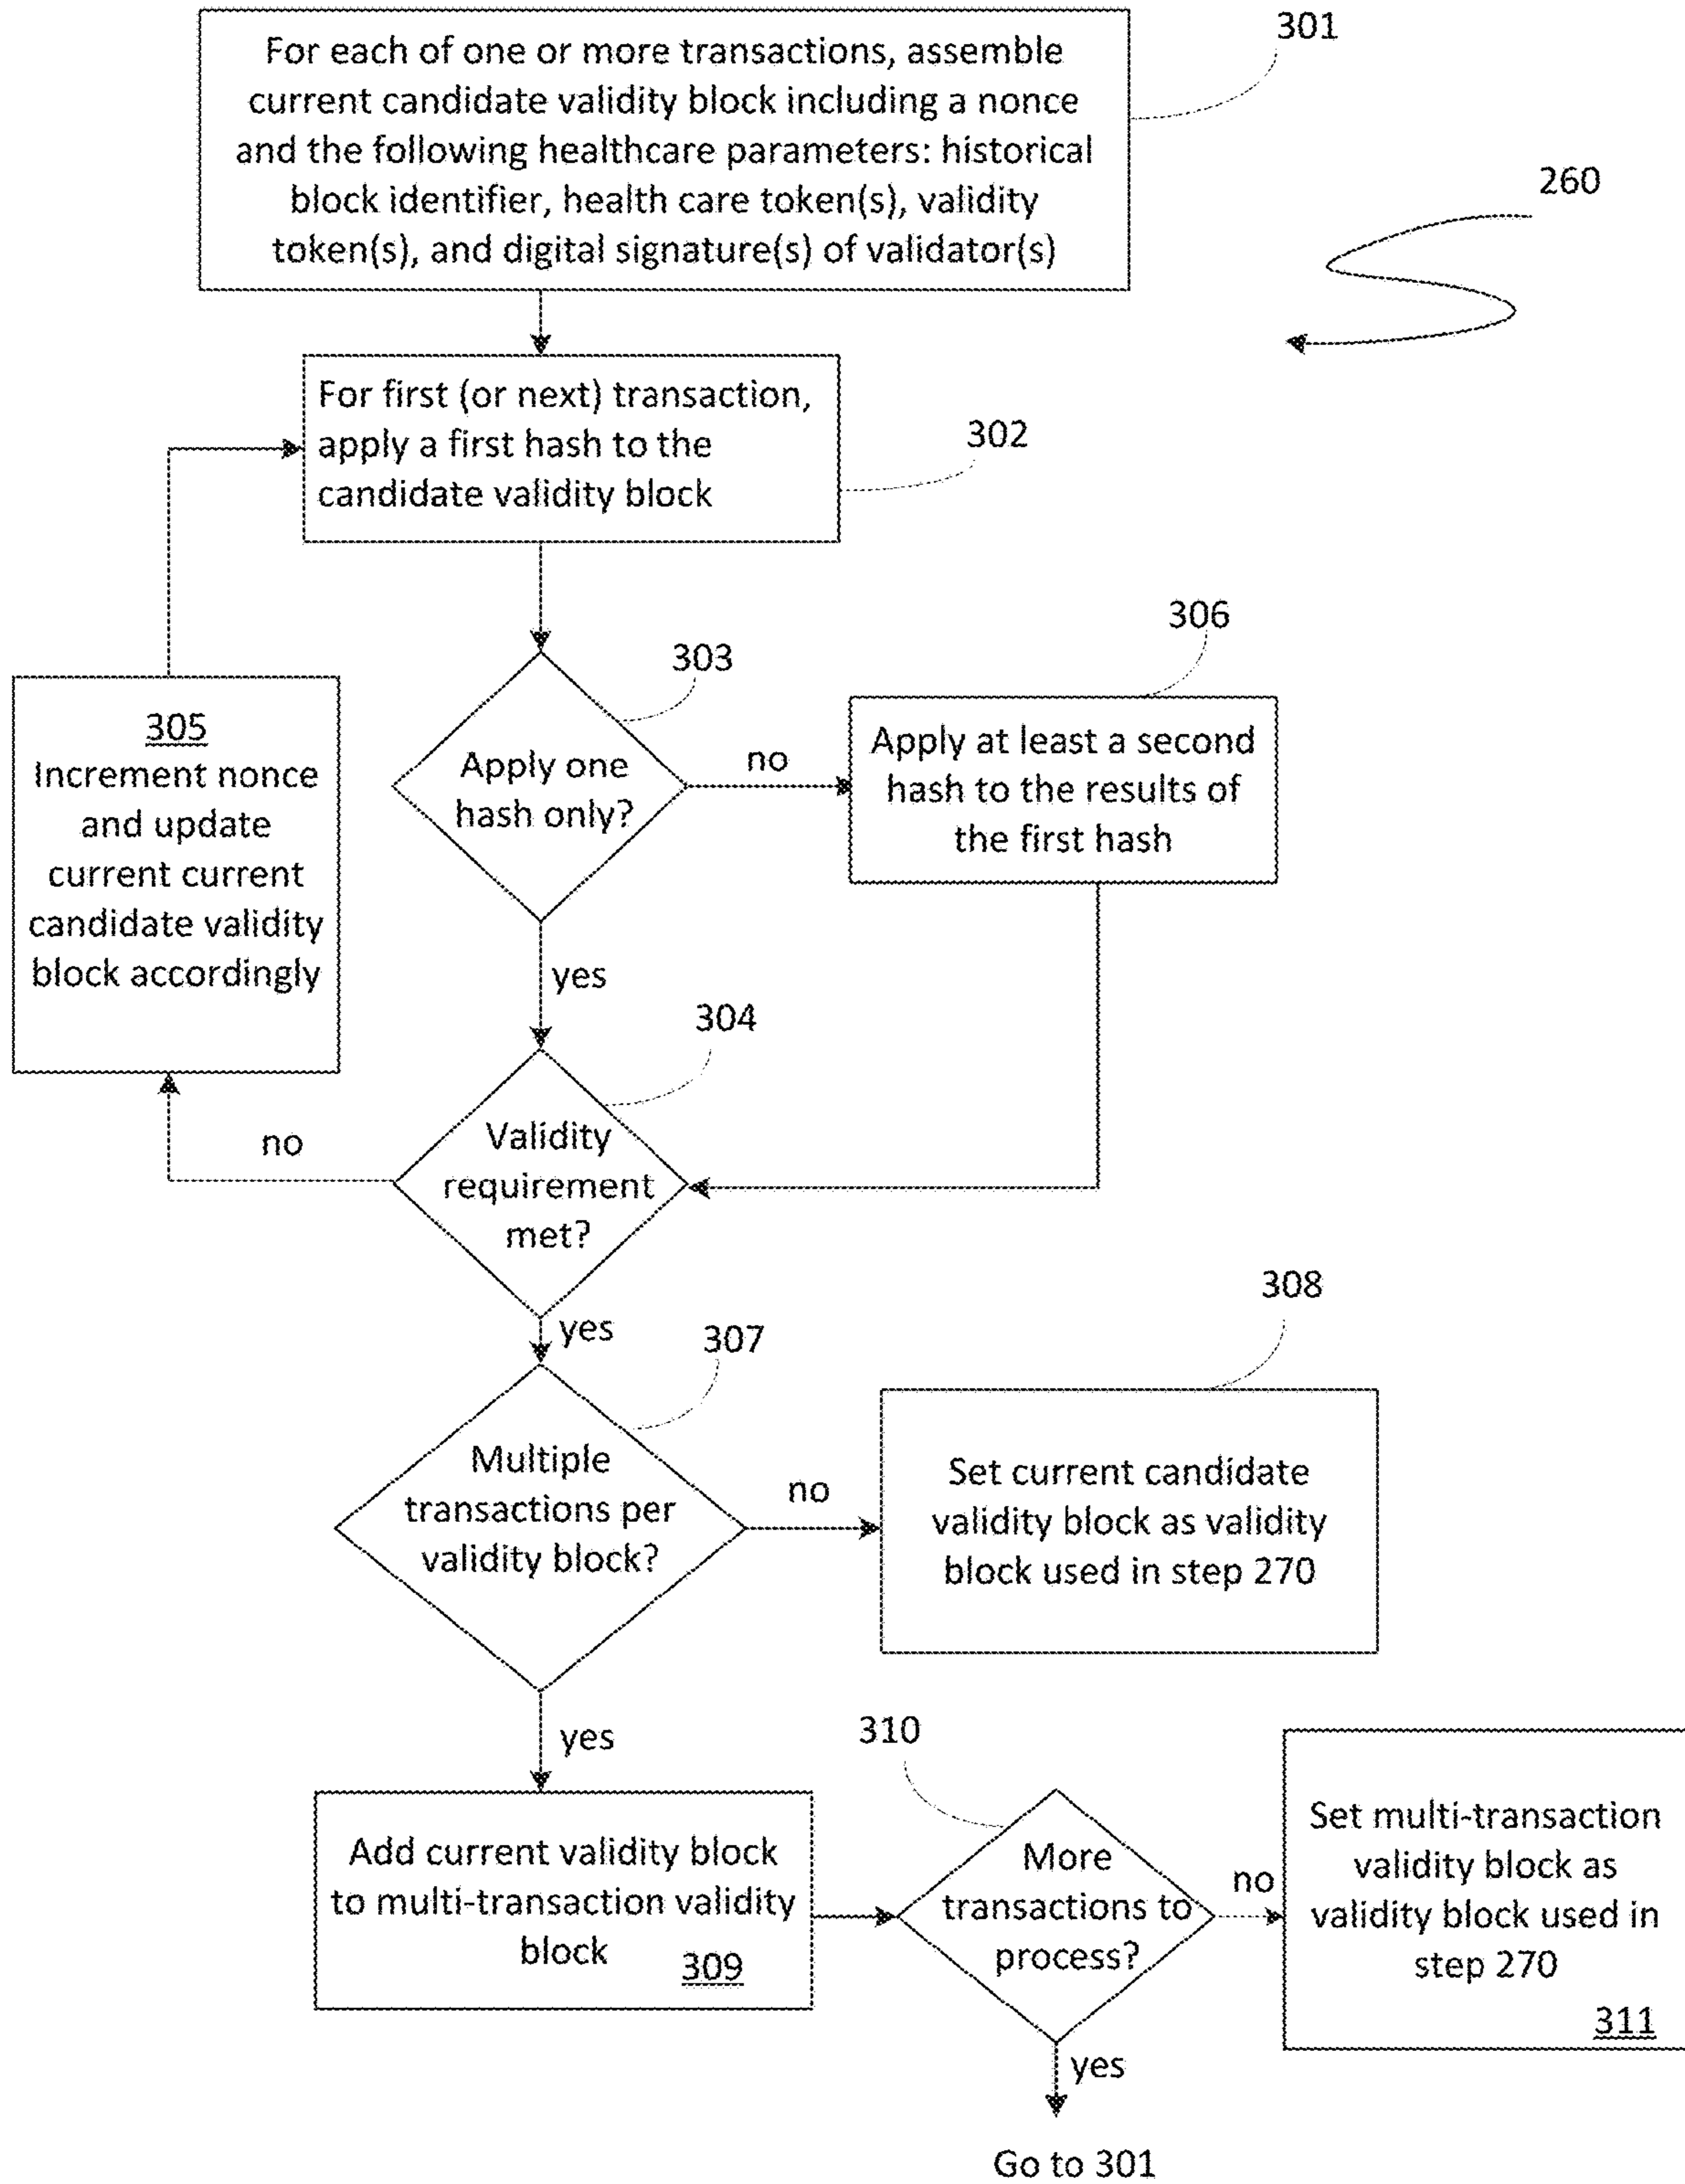 For each of one or more transactions, assemble
current candidate validity block including a nonce
and the following healthcare parameters: historical
block identifier, health care token(s), validity
token(s), and digital signature(s) of validator(s)
301
260
For first (or next) transaction,
apply a first hash to the
candidate validity block
302
303
Apply one
hash only?
no
306
Apply at least a second
hash to the results of
the first hash
305
Increment nonce
and update
current current
candidate validity
block accordingly
yes
304
Validity
requirement
met?
no
yes
307
Multiple
transactions per
validity block?
no
308
Set current candidate
validity block as validity
block used in step 270
yes
Add current validity block
to multi-transaction validity
block
309
310
More
transactions to
process?
no
Set multi-transaction
validity block as
validity block used in
step 270
311
yes
Go to 301